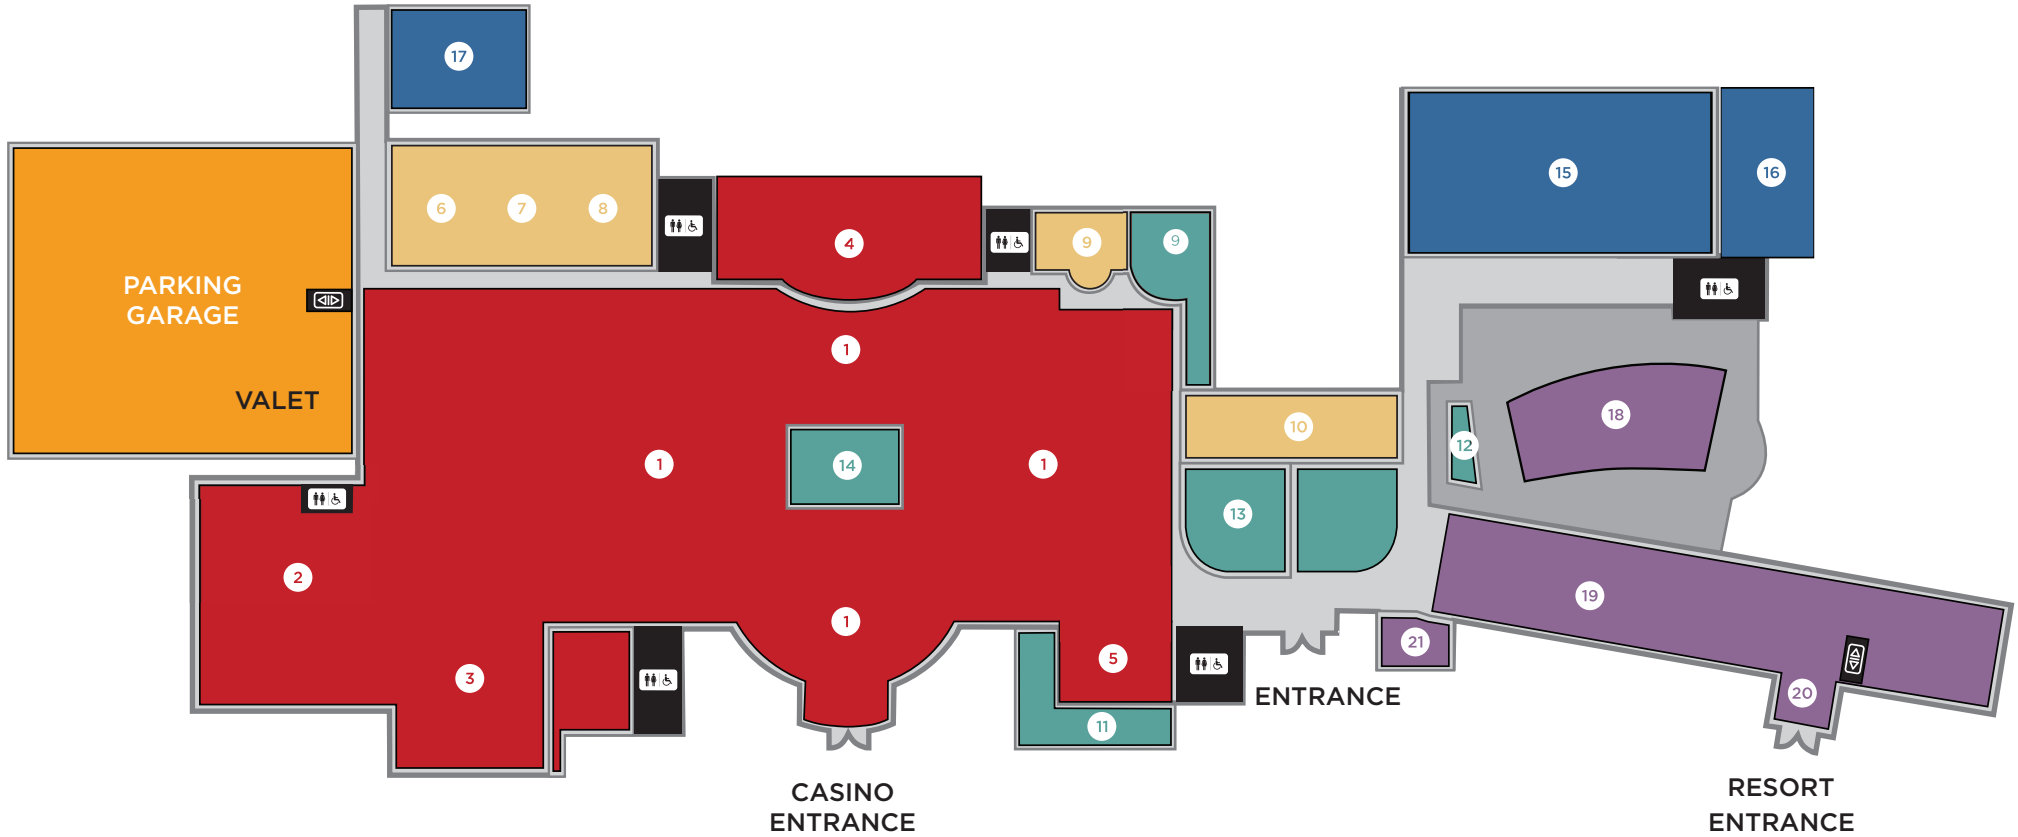 17
15
16
6 7 8
4
9
9
PARKING
GARAGE
1
VALET
18
10
12
1
14
1
13
2
19
1
21
5
3
20
ENTRANCE
11
CASINO
ENTRANCE
RESORT
ENTRANCE